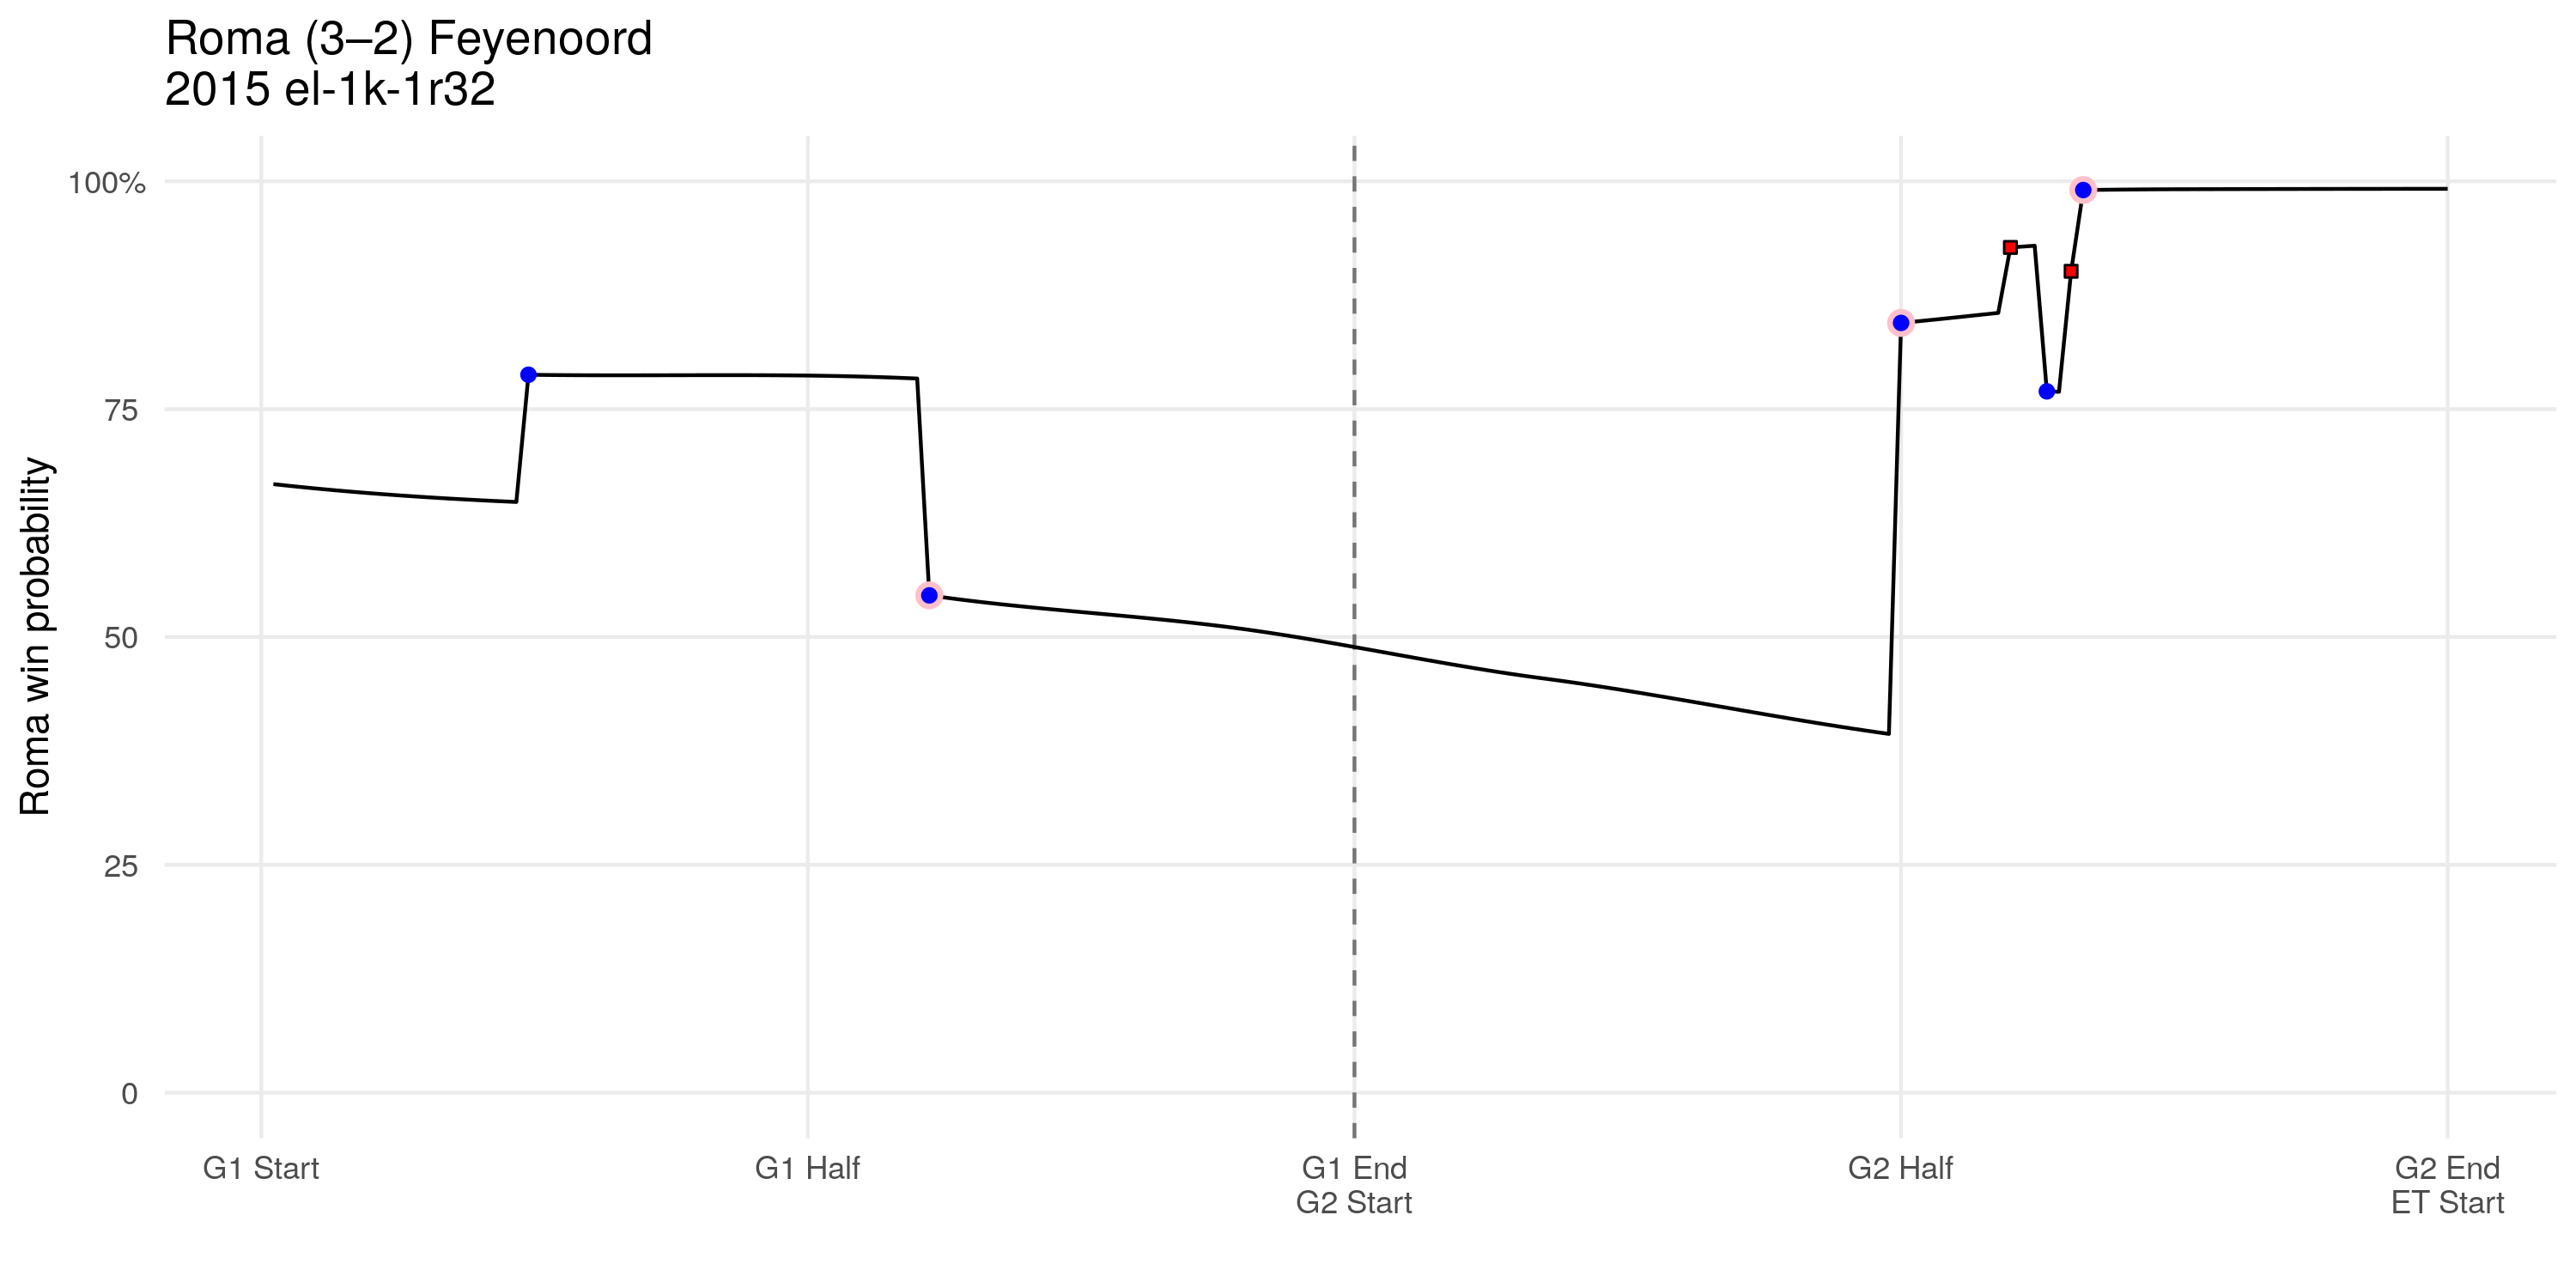 Roma (3–2) Feyenoord
2015 el-1k-1r32
Roma win probability
100%
75
50
25
0
G1 Start
G1 Half
G1 End
G2 Start
G2 Half
G2 End
ET Start